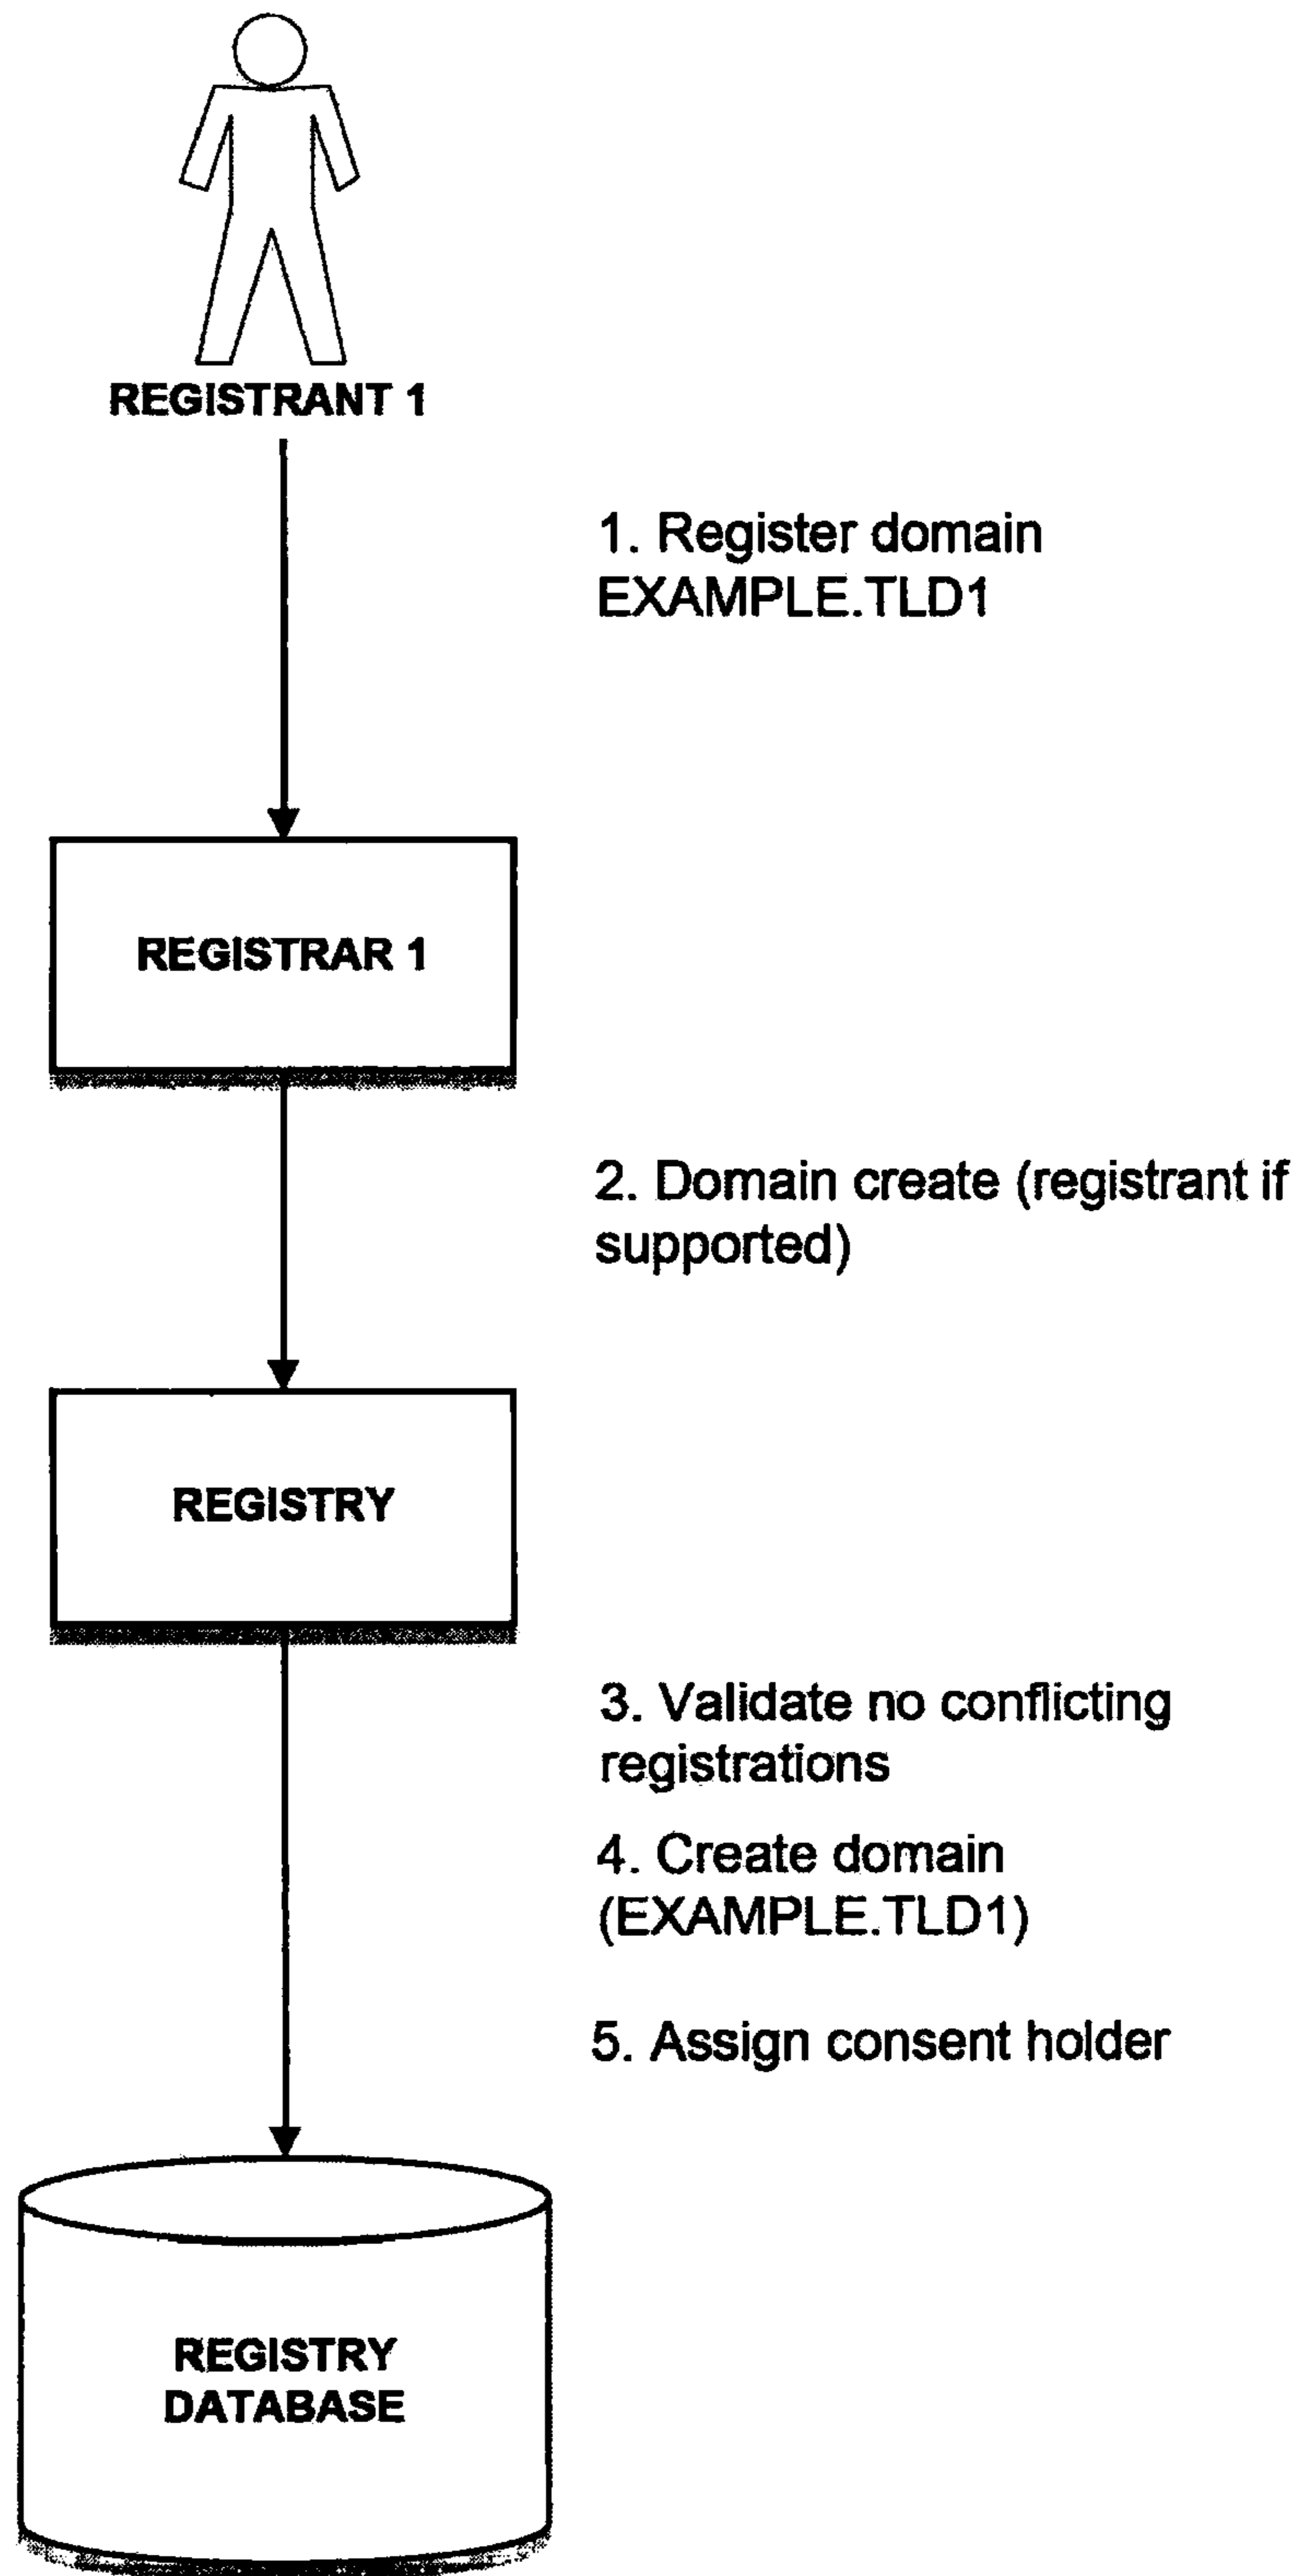 REGISTRANT 1
1. Register domain
EXAMPLE.TLD1
REGISTRAR 1
2. Domain create (registrant if
supported)
REGISTRY
3. Validate no conflicting
registrations
4. Create domain
(EXAMPLE.TLD1)
5. Assign consent holder
REGISTRY
DATABASE